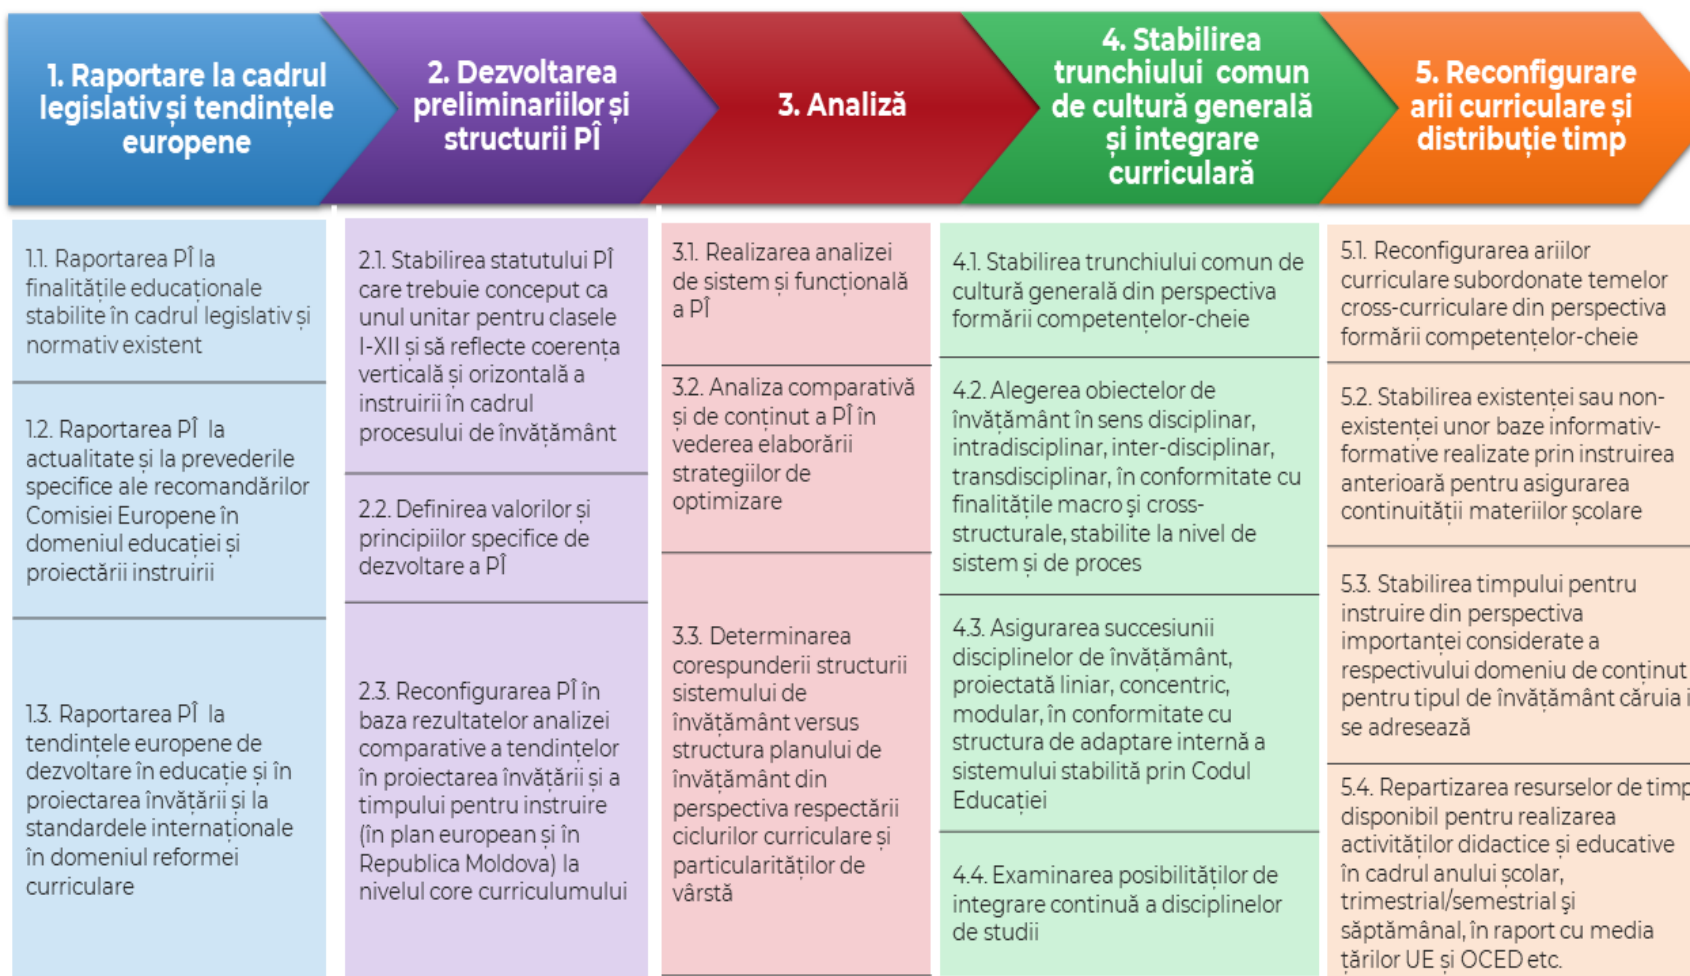 1. Raportare la cadrul
legislativ și tendințele
europene
2. Dezvoltarea
preliminariilor și
structurii PÎ
3. Analiză
4. Stabilirea
trunchiului comun
de cultură generală
și integrare
curriculară
5. Reconfigurare
arii curriculare și
distribuție timp
1.1. Raportarea PÎ la
finalitățile educaționale
stabilite în cadrul legislativ și
normativ existent
1.2. Raportarea PÎ la
actualitate și la prevederile
specifice ale recomandărilor
Comisiei Europene în
domeniul educației și
proiectării instruirii
1.3. Raportarea PÎ la
tendințele europene de
dezvoltare în educație și în
proiectarea învățării și la
standardele internaționale
în domeniul reformei
curriculare
2.1. Stabilirea statutului PÎ
care trebuie conceput ca
unul unitar pentru clasele
I-XII și să reflecte coerența
verticală și orizontală a
instruirii în cadrul
procesului de învățământ
2.2. Definirea valorilor și
principiilor specifice de
dezvoltare a PÎ
2.3. Reconfigurarea PÎ în
baza rezultatelor analizei
comparative a tendințelor
în proiectarea învățării și a
timpului pentru instruire
(în plan european și în
Republica Moldova) la
nivelul core curriculumului
3.1. Realizarea analizei
de sistem și funcțională
a PÎ
3.2. Analiza comparativă
și de conținut a PÎ în
vederea elaborării
strategiilor de
optimizare
3.3. Determinarea
corespunderii structurii
sistemului de
învățământ versus
structura planului de
învățământ din
perspectiva respectării
ciclurilor curriculare și
particularităților de
vârstă
4.1. Stabilirea trunchiului comun de
cultură generală din perspectiva
formării competențelor-cheie
4.2. Alegerea obiectelor de
învățământ în sens disciplinar,
intradisciplinar, inter-disciplinar,
transdisciplinar, în conformitate cu
finalitățile macro şi cross-
structurale, stabilite la nivel de
sistem și de proces
4.3. Asigurarea succesiunii
disciplinelor de învățământ,
proiectată liniar, concentric,
modular, în conformitate cu
structura de adaptare internă a
sistemului stabilită prin Codul
Educației
4.4. Examinarea posibilităților de
integrare continuă a disciplinelor
de studii
5.1. Reconfigurarea ariilor
curriculare subordonate temelor
cross-curriculare din perspectiva
formării competențelor-cheie
5.2. Stabilirea existenței sau non-
existenței unor baze informativ-
formative realizate prin instruirea
anterioară pentru asigurarea
continuității materiilor școlare
5.3. Stabilirea timpului pentru
instruire din perspectiva
importanței considerate a
respectivului domeniu de conținut
pentru tipul de învățământ căruia i
se adresează
5.4. Repartizarea resurselor de timp
disponibil pentru realizarea
activităților didactice și educative
în cadrul anului școlar,
trimestrial/semestrial şi
săptămânal, în raport cu media
țărilor UE și OCED etc.